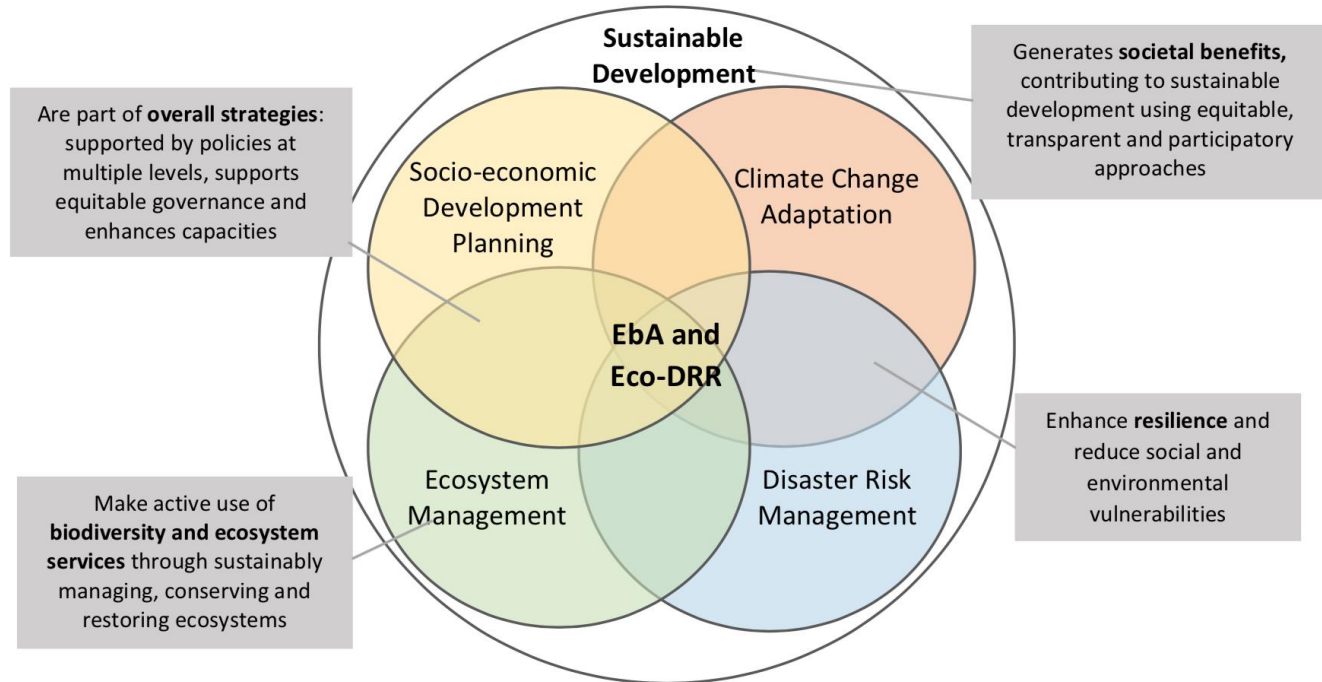 Sustainable
Development
Generates societal benefits,
contributing to sustainable
development using equitable,
transparent and participatory
approaches
Are part of overall strategies:
supported by policies at
multiple levels, supports
equitable governance and
enhances capacities
Socio-economic
Development
Planning
Climate Change
Adaptation
EbA and
Eco-DRR
Enhance resilience and
reduce social and
environmental
vulnerabilities
Ecosystem
Management
Disaster Risk
Management
Make active use of
biodiversity and ecosystem
services through sustainably
managing, conserving and
restoring ecosystems